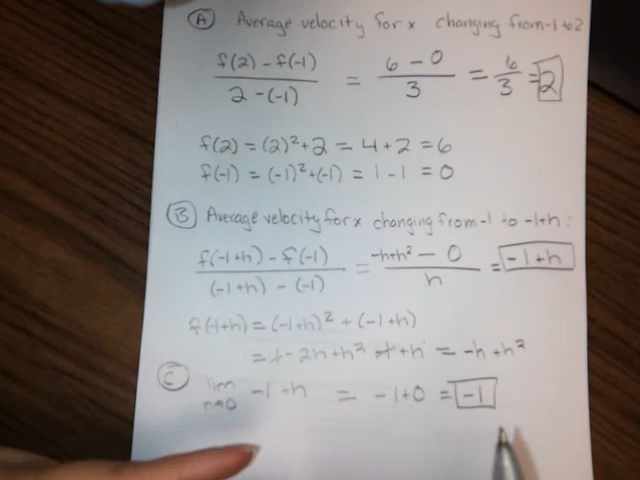 A Average velocity for x changing from -1 to 2
f(2) - f(-1) / 2 - (-1) = 6 - 0 / 3 = 6/3 = 2
f(2) = (2)² + 2 = 4 + 2 = 6
f(-1) = (-1)² + (-1) = 1 - 1 = 0
B Average velocity for x changing from -1 to -1+h:
f(-1+h) - f(-1) / (-1+h) - (-1) = -h+h² - 0 / h = -1+h
f(-1+h) = (-1+h)² + (-1+h)
= 1 - 2h + h² - 1 + h = -h + h²
C lim h→0 -1 + h = -1 + 0 = -1